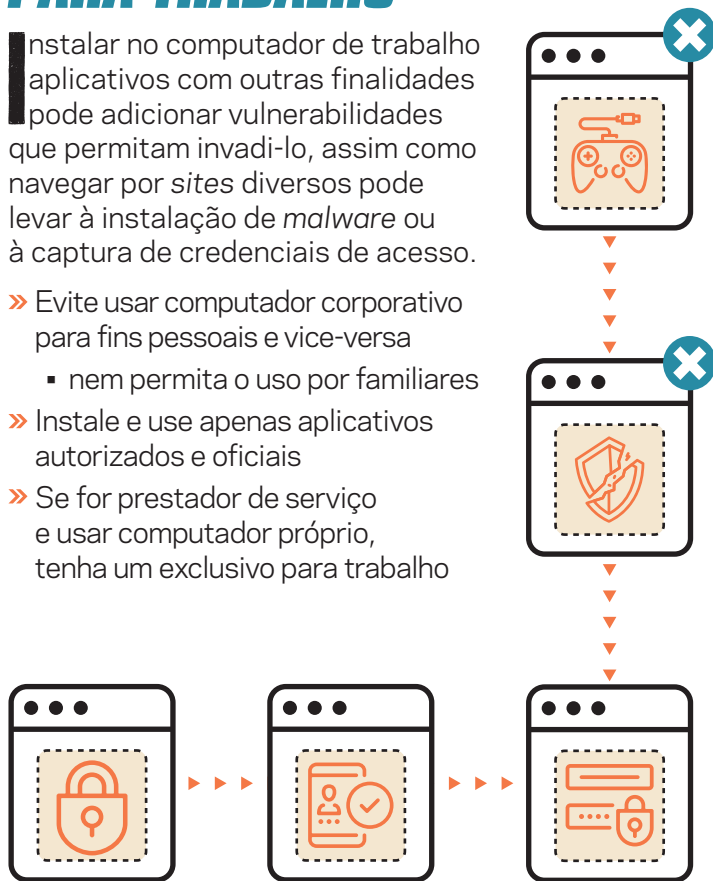 PARA TRABALHO
Instalar no computador de trabalho
aplicativos com outras finalidades
pode adicionar vulnerabilidades
que permitam invadi-lo, assim como
navegar por sites diversos pode
levar à instalação de malware ou
à captura de credenciais de acesso.
» Evite usar computador corporativo
para fins pessoais e vice-versa
▪ nem permita o uso por familiares
» Instale e use apenas aplicativos
autorizados e oficiais
» Se for prestador de serviço
e usar computador próprio,
tenha um exclusivo para trabalho